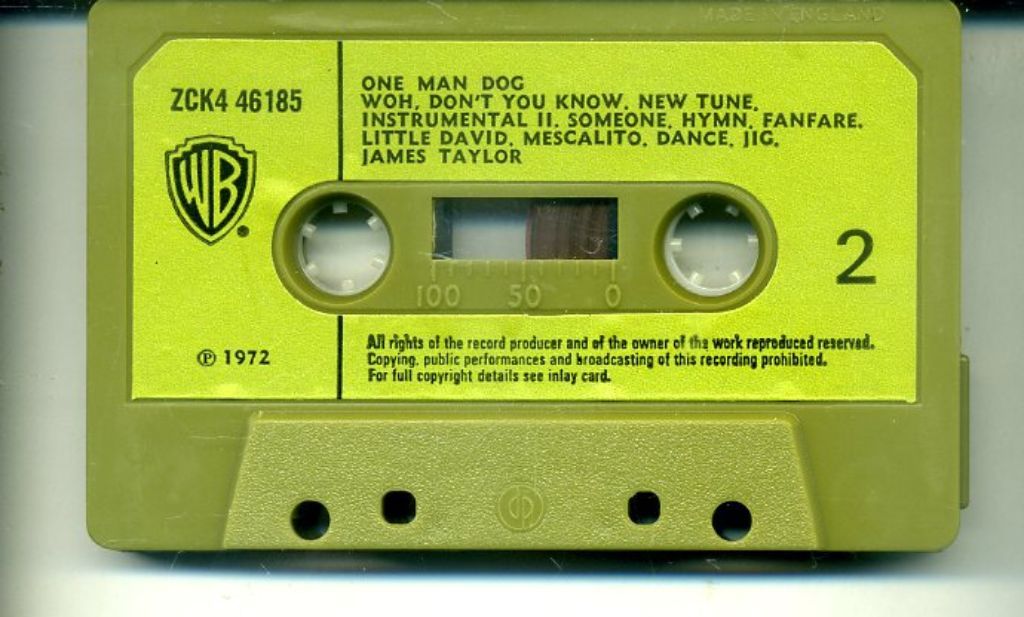 MADE IN ENGLAND
ZCK4 46185
ONE MAN DOG
WOH, DON'T YOU KNOW. NEW TUNE.
INSTRUMENTAL II. SOMEONE, HYMN, FANFARE.
LITTLE DAVID. MESCALITO. DANCE. JIG.
JAMES TAYLOR
WB
2
100 50 0
℗ 1972
All rights of the record producer and of the owner of the work reproduced reserved.
Copying, public performances and broadcasting of this recording prohibited.
For full copyright details see inlay card.